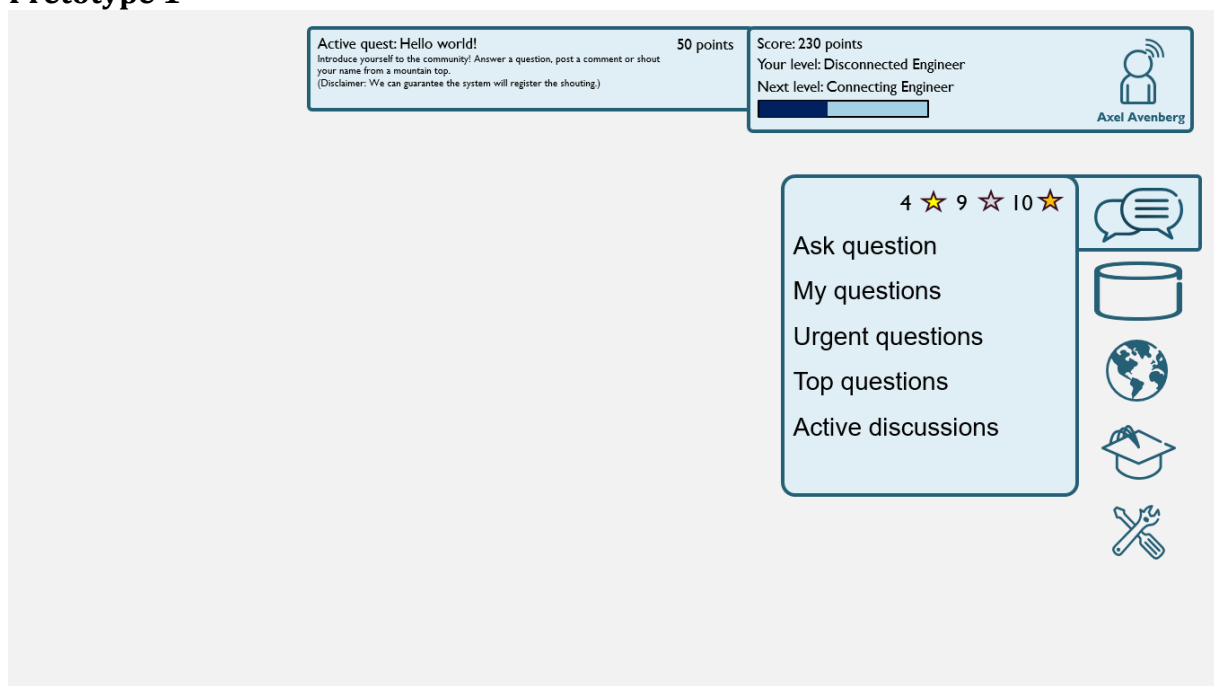 Pretotype 1
Active quest: Hello world!
50 points
Introduce yourself to the community! Answer a question, post a comment or shout
your name from a mountain top.
(Disclaimer: We can guarantee the system will register the shouting.)
Score: 230 points
Your level: Disconnected Engineer
Next level: Connecting Engineer
Axel Avenberg
4 9 10
Ask question
My questions
Urgent questions
Top questions
Active discussions